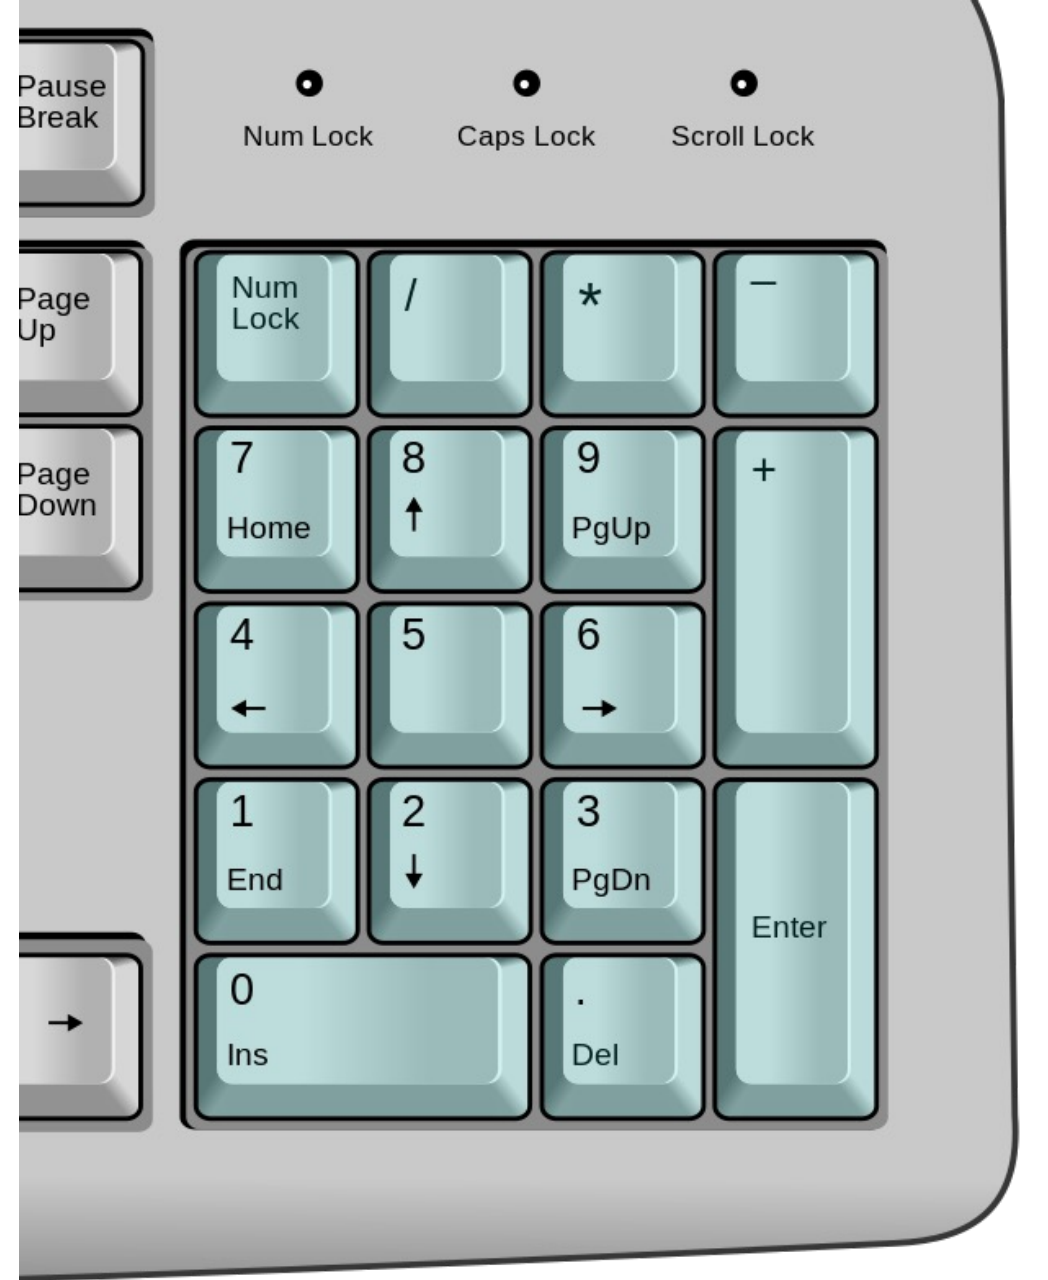 Pause
Break
Num Lock
Caps Lock
Scroll Lock
Page
Up
Num
Lock
/
*
–
Page
Down
7
Home
8
↑
9
PgUp
+
4
←
5
6
→
1
End
2
↓
3
PgDn
Enter
→
0
Ins
.
Del